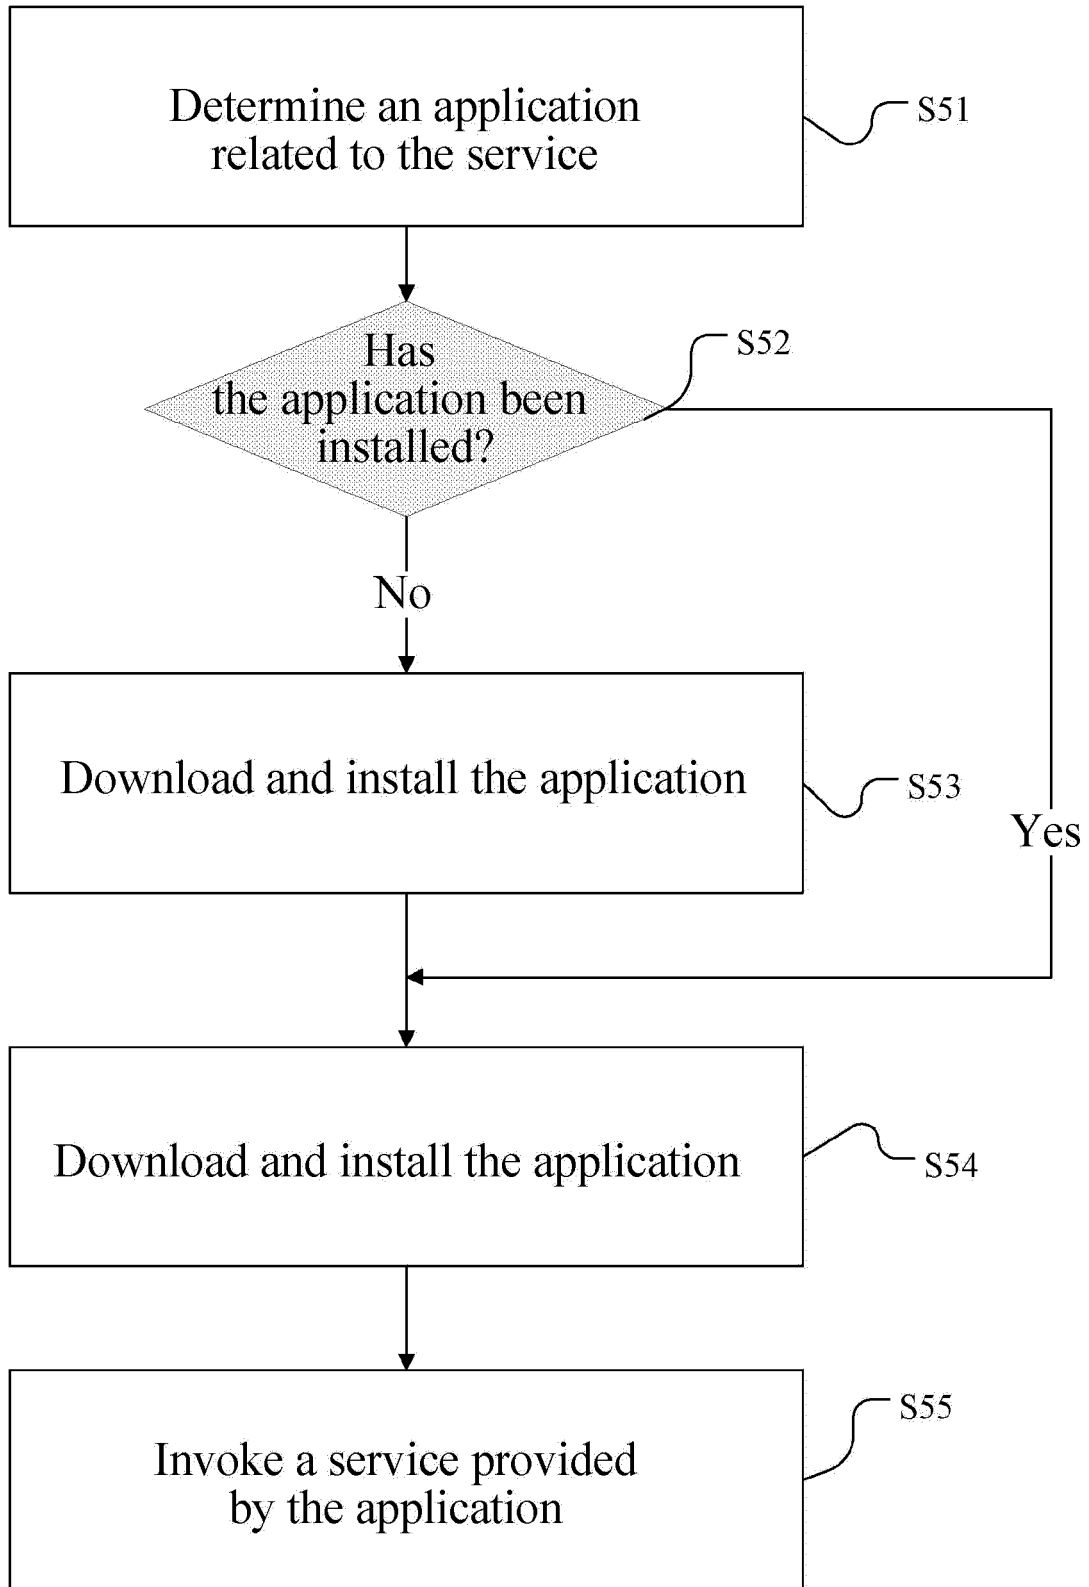 Determine an application
related to the service
S51
Has
the application been
installed?
S52
No
Download and install the application
S53
Yes
Download and install the application
S54
Invoke a service provided
by the application
S55